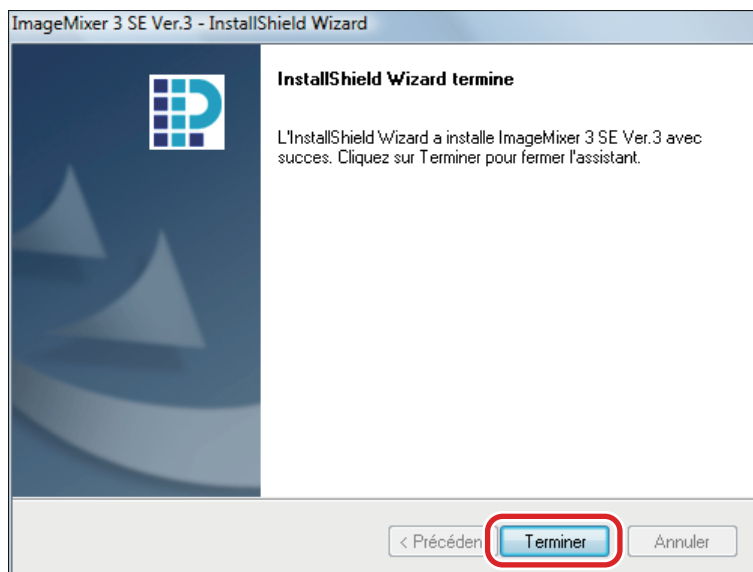 ImageMixer 3 SE Ver.3 - InstallShield Wizard
InstallShield Wizard termine
L'InstallShield Wizard a installe ImageMixer 3 SE Ver.3 avec
succes. Cliquez sur Terminer pour fermer l'assistant.
< Précéden
Terminer
Annuler